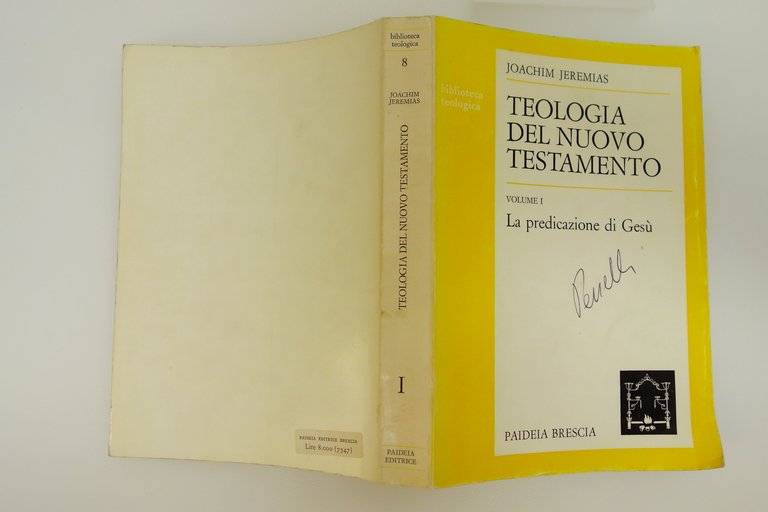 PAIDEIA EDITRICE BRESCIA
Lire 8.000 (7547)
biblioteca
teologica
8
JOACHIM
JEREMIAS
TEOLOGIA DEL NUOVO TESTAMENTO
I
PAIDEIA
EDITRICE
biblioteca
teologica
JOACHIM JEREMIAS
TEOLOGIA
DEL NUOVO
TESTAMENTO
VOLUME I
La predicazione di Gesù
PAIDEIA BRESCIA